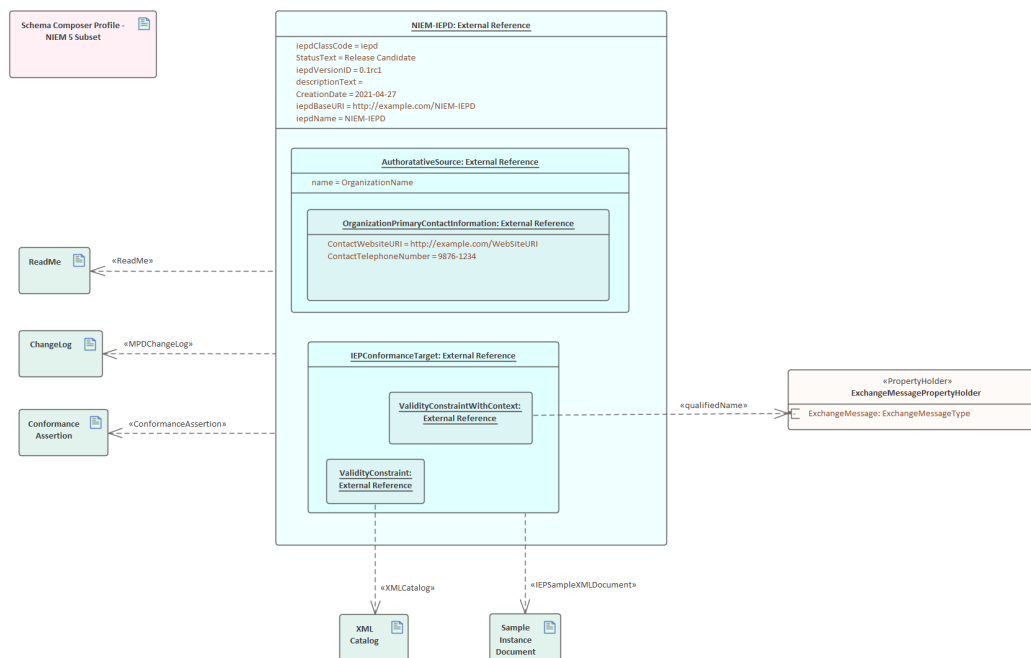 Schema Composer Profile -
NIEM 5 Subset
NIEM-IEPD: External Reference
iepdClassCode = iepd
StatusText = Release Candidate
iepdVersionID = 0.1rc1
descriptionText =
CreationDate = 2021-04-27
iepdBaseURI = http://example.com/NIEM-IEPD
iepdName = NIEM-IEPD
AuthoratativeSource: External Reference
name = OrganizationName
OrganizationPrimaryContactInformation: External Reference
ContactWebsiteURI = http://example.com/WebSiteURI
ContactTelephoneNumber = 9876-1234
ReadMe
«ReadMe»
ChangeLog
«MPDChangeLog»
Conformance
Assertion
«ConformanceAssertion»
IEPConformanceTarget: External Reference
ValidityConstraintWithContext:
External Reference
«qualifiedName»
«PropertyHolder»
ExchangeMessagePropertyHolder
ExchangeMessage: ExchangeMessageType
ValidityConstraint:
External Reference
«XMLCatalog»
«IEPSampleXMLDocument»
XML
Catalog
Sample
Instance
Document